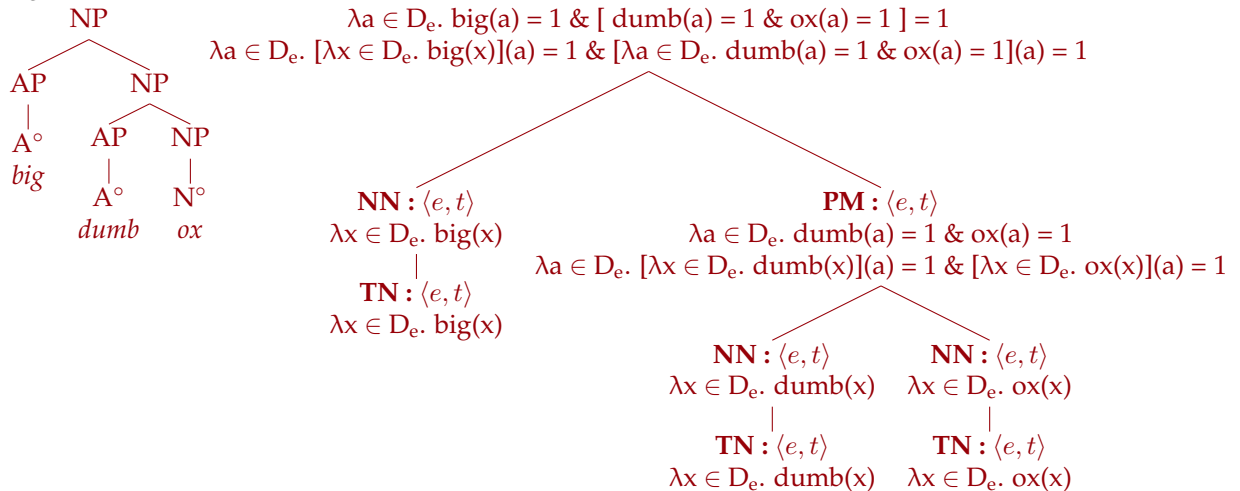 NP
λa ∈ Dₑ. big(a) = 1 & [ dumb(a) = 1 & ox(a) = 1 ] = 1
λa ∈ Dₑ. [λx ∈ Dₑ. big(x)](a) = 1 & [λa ∈ Dₑ. dumb(a) = 1 & ox(a) = 1](a) = 1
AP NP
A° AP NP
big
A° N°
dumb ox
NN : ⟨e, t⟩ PM : ⟨e, t⟩
λx ∈ Dₑ. big(x) λa ∈ Dₑ. dumb(a) = 1 & ox(a) = 1
λa ∈ Dₑ. [λx ∈ Dₑ. dumb(x)](a) = 1 & [λx ∈ Dₑ. ox(x)](a) = 1
TN : ⟨e, t⟩
λx ∈ Dₑ. big(x)
NN : ⟨e, t⟩ NN : ⟨e, t⟩
λx ∈ Dₑ. dumb(x) λx ∈ Dₑ. ox(x)
TN : ⟨e, t⟩ TN : ⟨e, t⟩
λx ∈ Dₑ. dumb(x) λx ∈ Dₑ. ox(x)